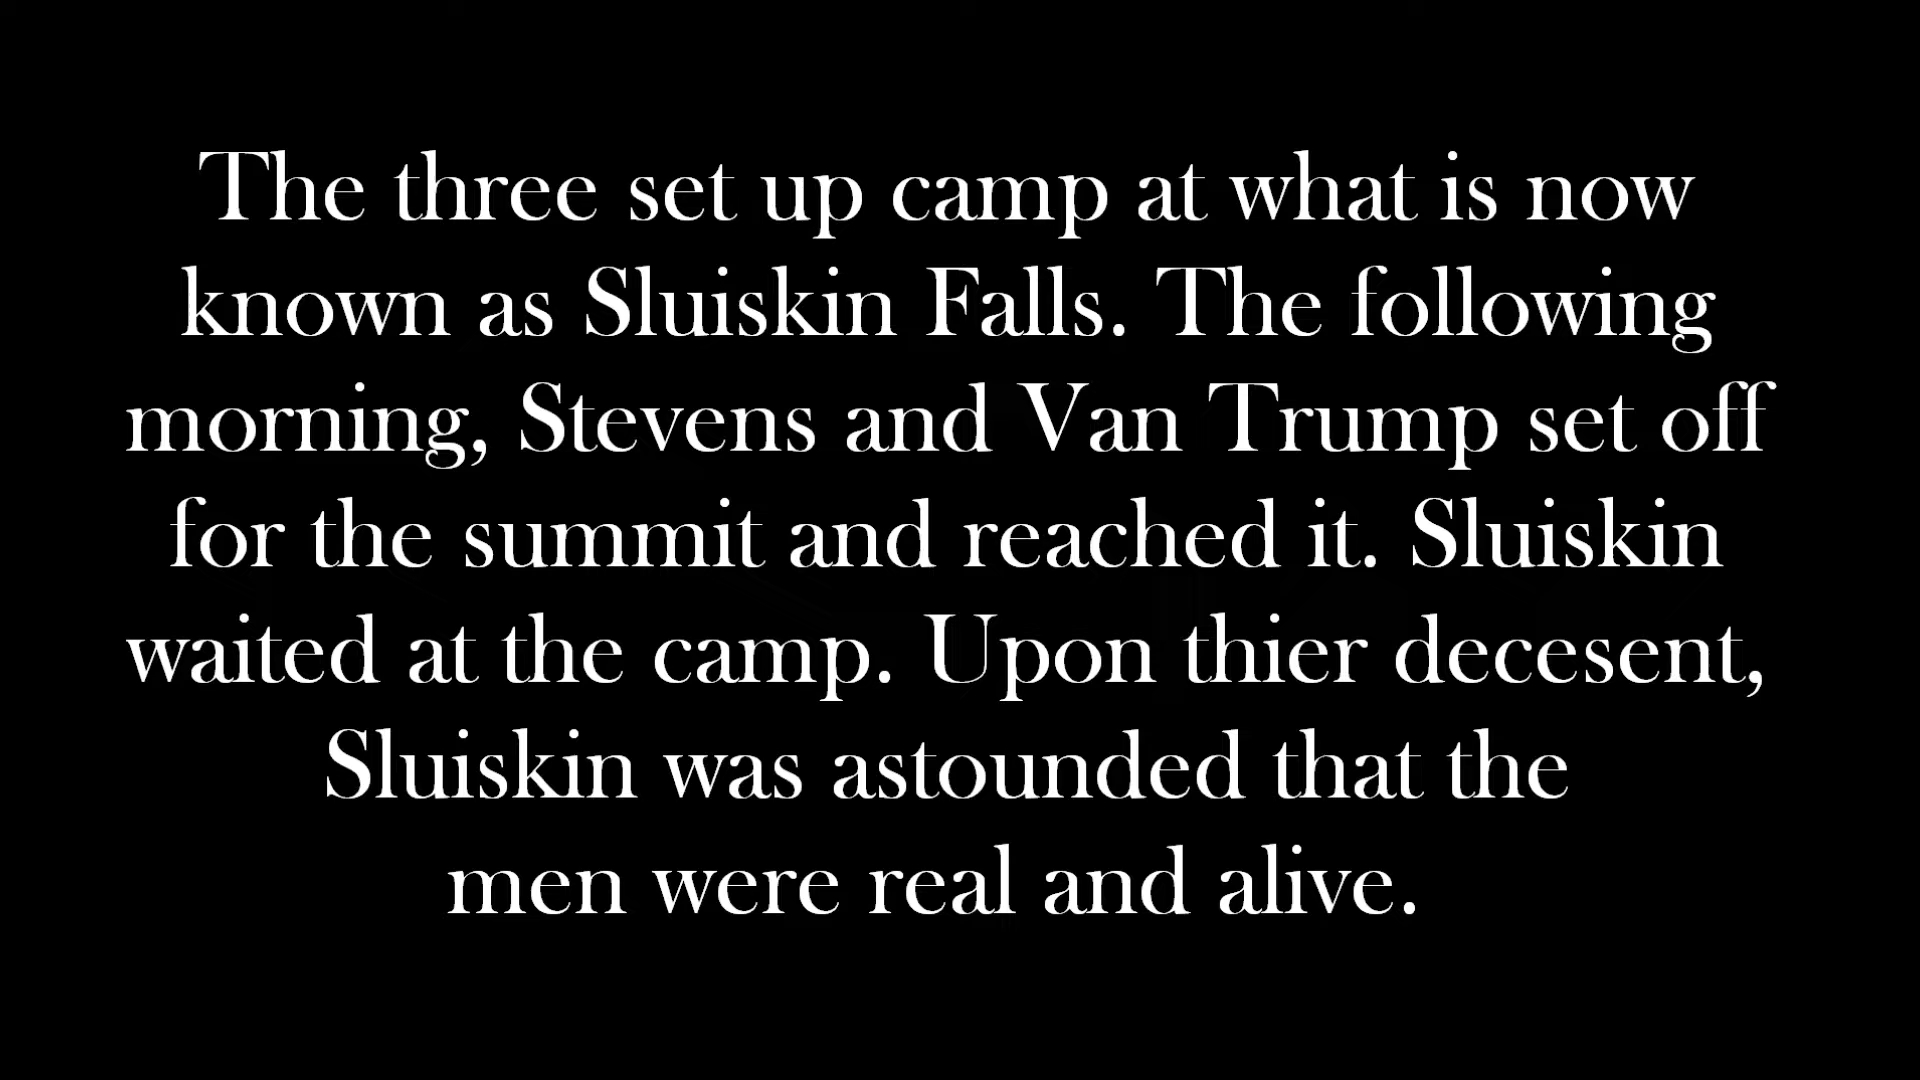 The three set up camp at what is now
known as Sluiskin Falls. The following
morning, Stevens and Van Trump set off
for the summit and reached it. Sluiskin
waited at the camp. Upon thier decesent,
Sluiskin was astounded that the
men were real and alive.